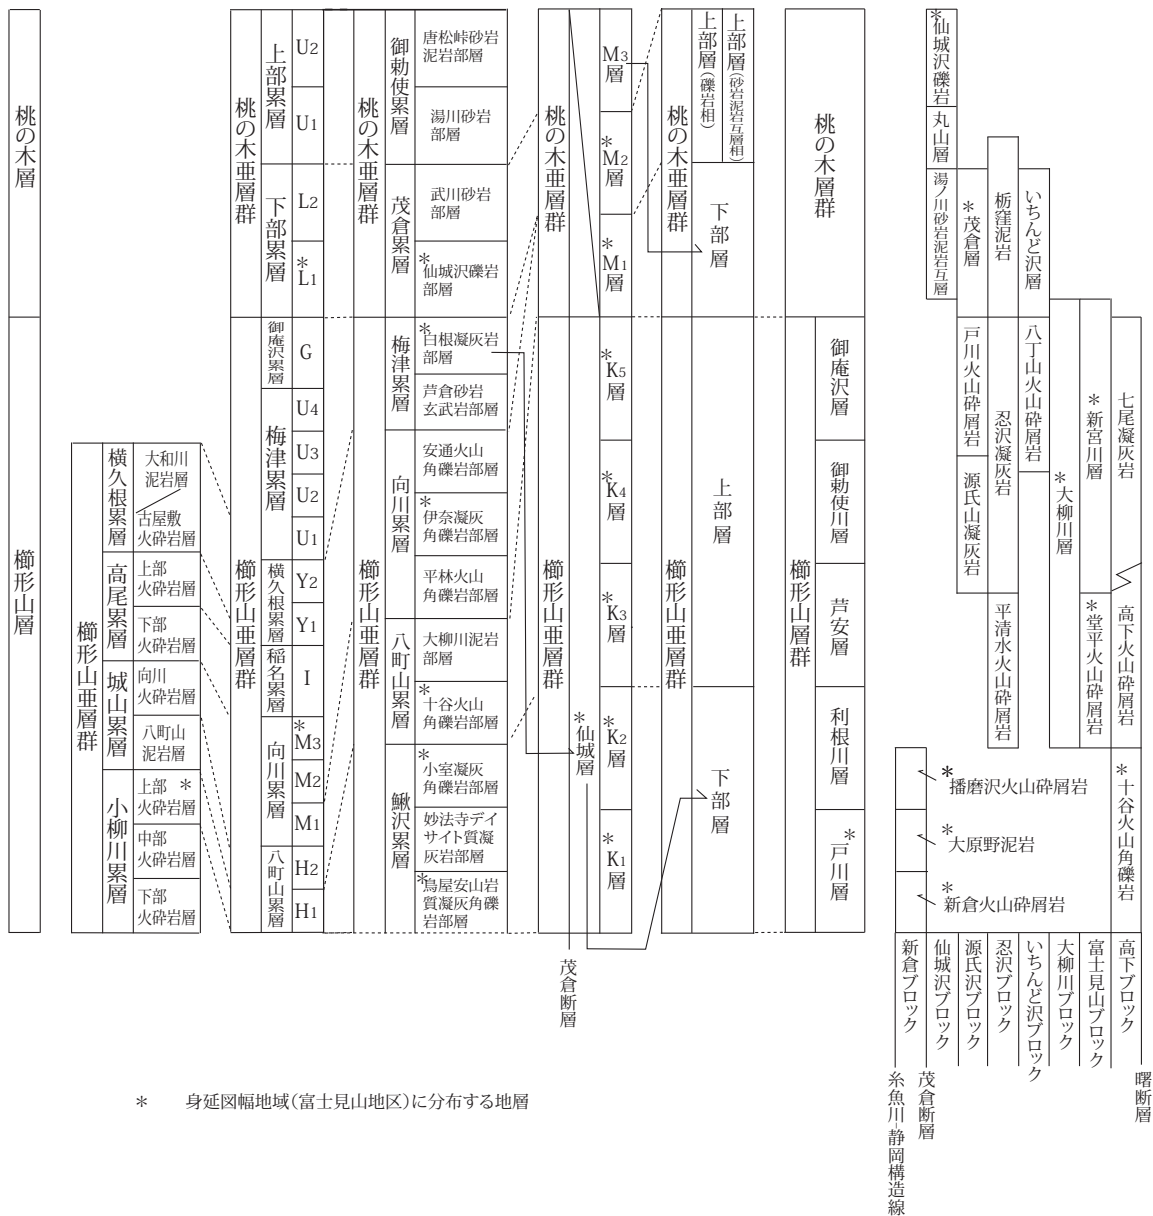 桃の木層
櫛形山層
櫛形山亜層群
横久根累層
大和川
泥岩層
古屋敷
火砕岩層
高尾累層
上部
火砕岩層
下部
火砕岩層
城山累層
向川
火砕岩層
八町山
泥岩層
小柳川累層
上部 *
火砕岩層
中部
火砕岩層
下部
火砕岩層
桃の木亜層群
上部累層
U2
U1
下部累層
L2
*
L1
櫛形山亜層群
御庵沢累層
G
梅津累層
U4
U3
U2
U1
横久根累層
Y2
Y1
稲名累層
I
向川累層
*
M3
M2
M1
八町山累層
H2
H1
桃の木亜層群
御勅使累層
唐松峠砂岩
泥岩部層
湯川砂岩
部層
茂倉累層
武川砂岩
部層
*
仙城沢礫岩
部層
櫛形山亜層群
梅津累層
*
白根凝灰岩
部層
芦倉砂岩
玄武岩部層
向川累層
安通火山
角礫岩部層
*
伊奈凝灰
角礫岩部層
平林火山
角礫岩部層
八町山累層
大柳川泥岩
部層
*
十谷火山
角礫岩部層
鰍沢累層
*
小室凝灰
角礫岩部層
妙法寺デイ
サイト質凝
灰岩部層
*
鳥屋安山岩
質凝灰角礫
岩部層
桃の木亜層群
M3
層
*
M2
層
*
M1
層
櫛形山亜層群
*仙城層
*
K5
層
*
K4
層
*
K3
層
*
K2
層
*
K1
層
茂倉断層
桃の木亜層群
上部層(礫岩相)
上部層(砂岩泥岩互層相)
下部層
櫛形山亜層群
上部層
下部層
桃の木層群
櫛形山層群
御庵沢層
御勅使川層
芦安層
利根川層
*
戸川層
*仙城沢礫岩
丸山層
湯ノ川砂岩泥岩互層
*茂倉層
戸川火山砕屑岩
源氏山凝灰岩
栃窪泥岩
忍沢凝灰岩
平清水火山砕屑岩
いちんど沢層
八丁山火山砕屑岩
*大柳川層
*新宮川層
*堂平火山砕屑岩
七尾凝灰岩
高下火山砕屑岩
*十谷火山角礫岩
*
播磨沢火山砕屑岩
*
大原野泥岩
*
新倉火山砕屑岩
新倉ブロック
仙城沢ブロック
源氏沢ブロック
忍沢ブロック
いちんど沢ブロック
大柳川ブロック
富士見山ブロック
高下ブロック
糸魚川-静岡構造線
茂倉断層
曙断層
* 身延図幅地域(富士見山地区)に分布する地層